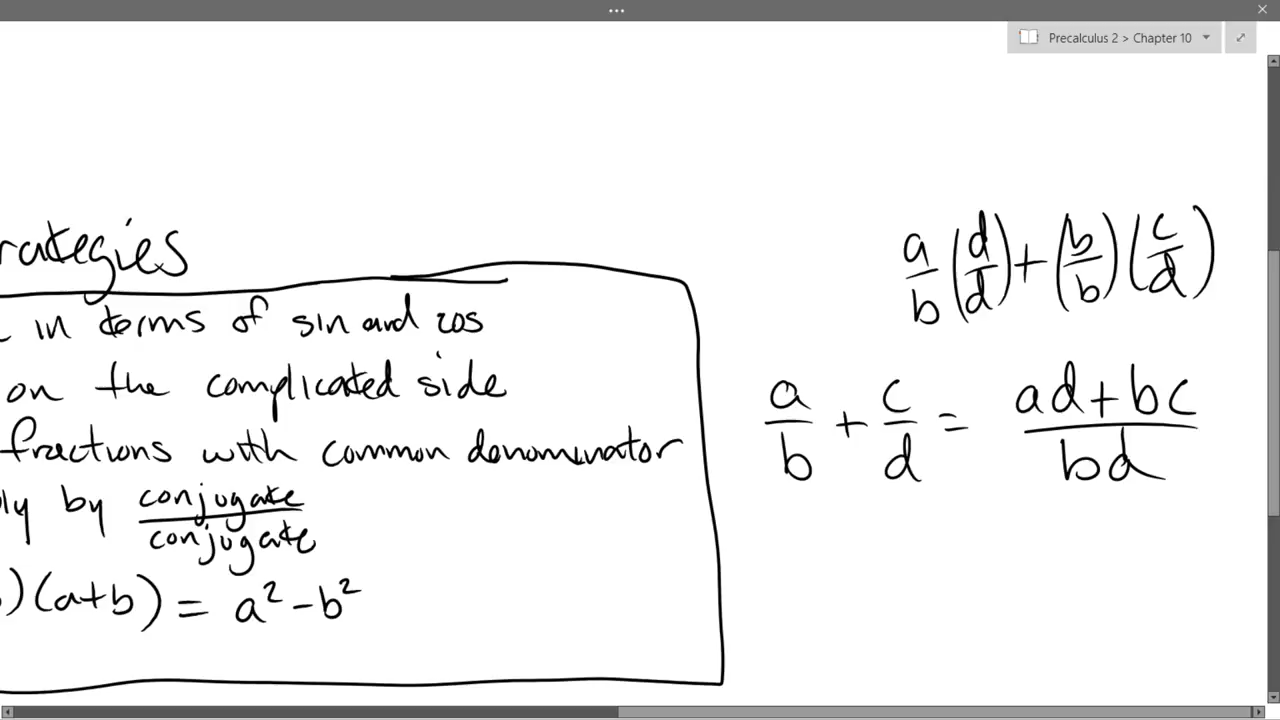 Precalculus 2 > Chapter 10
rategies
in terms of sin and cos
on the complicated side
fractions with common denominator
ly by conjugate/conjugate
)(a+b) = a² - b²
a/b (d/d) + (b/b)(c/d)
a/b + c/d = (ad+bc)/bd